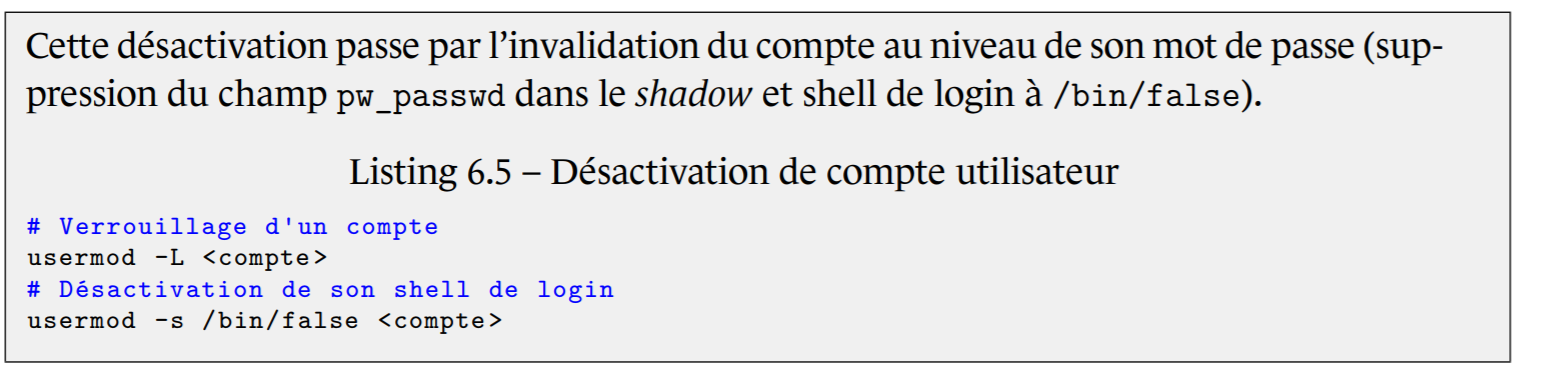 Cette désactivation passe par l'invalidation du compte au niveau de son mot de passe (sup-
pression du champ pw_passwd dans le shadow et shell de login à /bin/false).
Listing 6.5 – Désactivation de compte utilisateur
# Verrouillage d'un compte
usermod -L <compte>
# Désactivation de son shell de login
usermod -s /bin/false <compte>